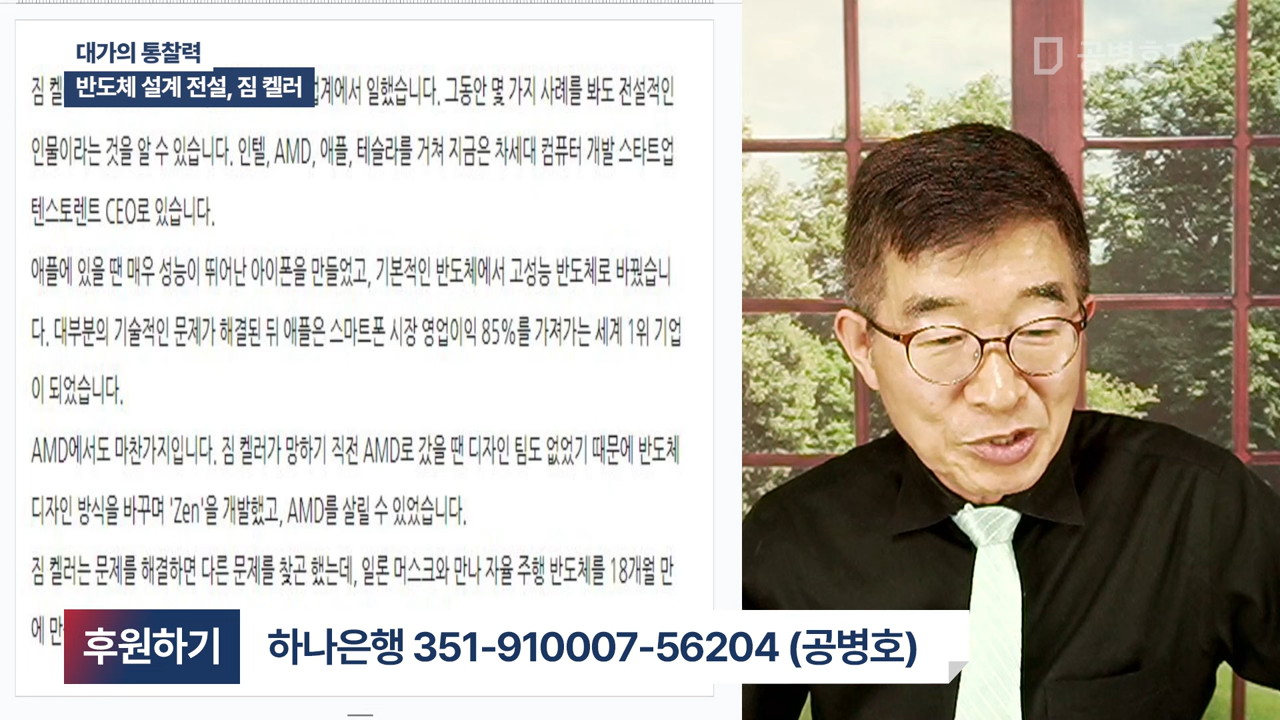 대가의 통찰력
반도체 설계 전설, 짐 켈러
공병호TV
짐 켈 업계에서 일했습니다. 그동안 몇 가지 사례를 봐도 전설적인
인물이라는 것을 알 수 있습니다. 인텔, AMD, 애플, 테슬라를 거쳐 지금은 차세대 컴퓨터 개발 스타트업
텐스토렌트 CEO로 있습니다.
애플에 있을 땐 매우 성능이 뛰어난 아이폰을 만들었고, 기본적인 반도체에서 고성능 반도체로 바꿨습니
다. 대부분의 기술적인 문제가 해결된 뒤 애플은 스마트폰 시장 영업이익 85%를 가져가는 세계 1위 기업
이 되었습니다.
AMD에서도 마찬가지입니다. 짐 켈러가 망하기 직전 AMD로 갔을 땐 디자인 팀도 없었기 때문에 반도체
디자인 방식을 바꾸며 'Zen'을 개발했고, AMD를 살릴 수 있었습니다.
짐 켈러는 문제를 해결하면 다른 문제를 찾곤 했는데, 일론 머스크와 만나 자율 주행 반도체를 18개월 만
에
후원하기
하나은행 351-910007-56204 (공병호)